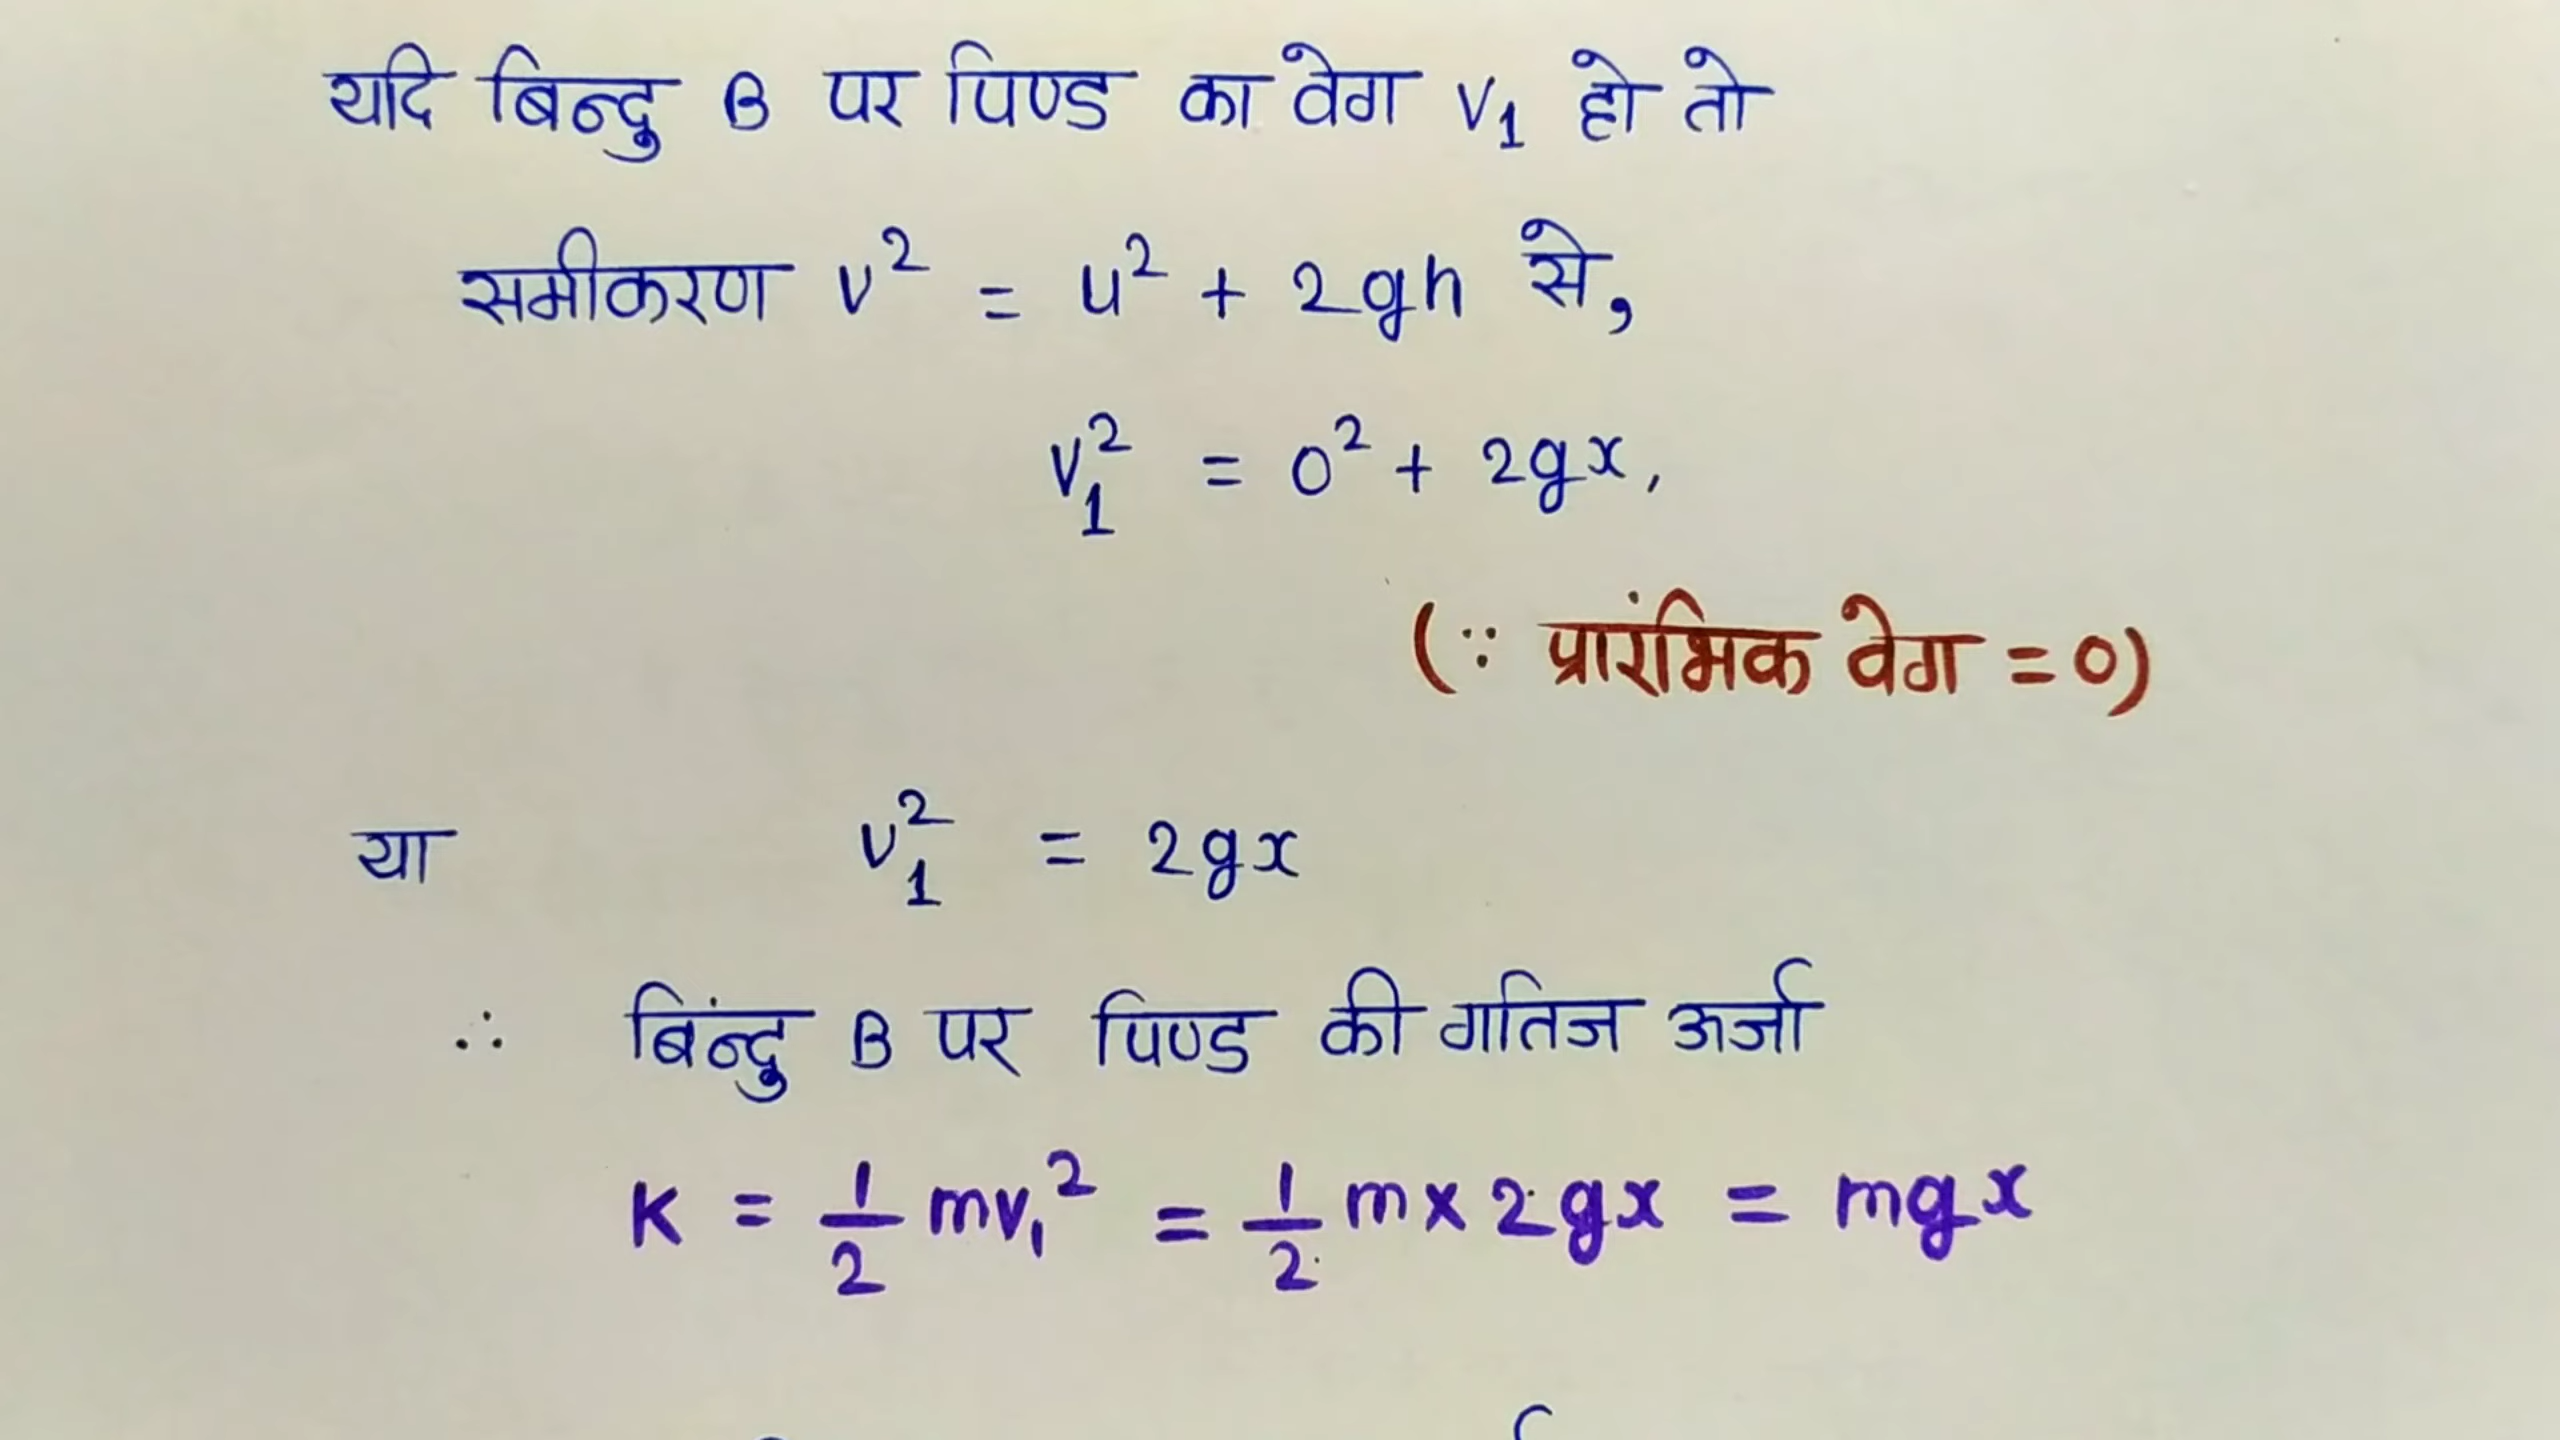 यदि बिन्दु B पर पिण्ड का वेग v₁ हो तो
समीकरण v² = u² + 2gh से,
v₁² = 0² + 2gx,
(∵ प्रारंभिक वेग = 0)
या v₁² = 2gx
∴ बिंन्दु B पर पिण्ड की गतिज ऊर्जा
K = 1/2 mv₁² = 1/2 m × 2gx = mgx